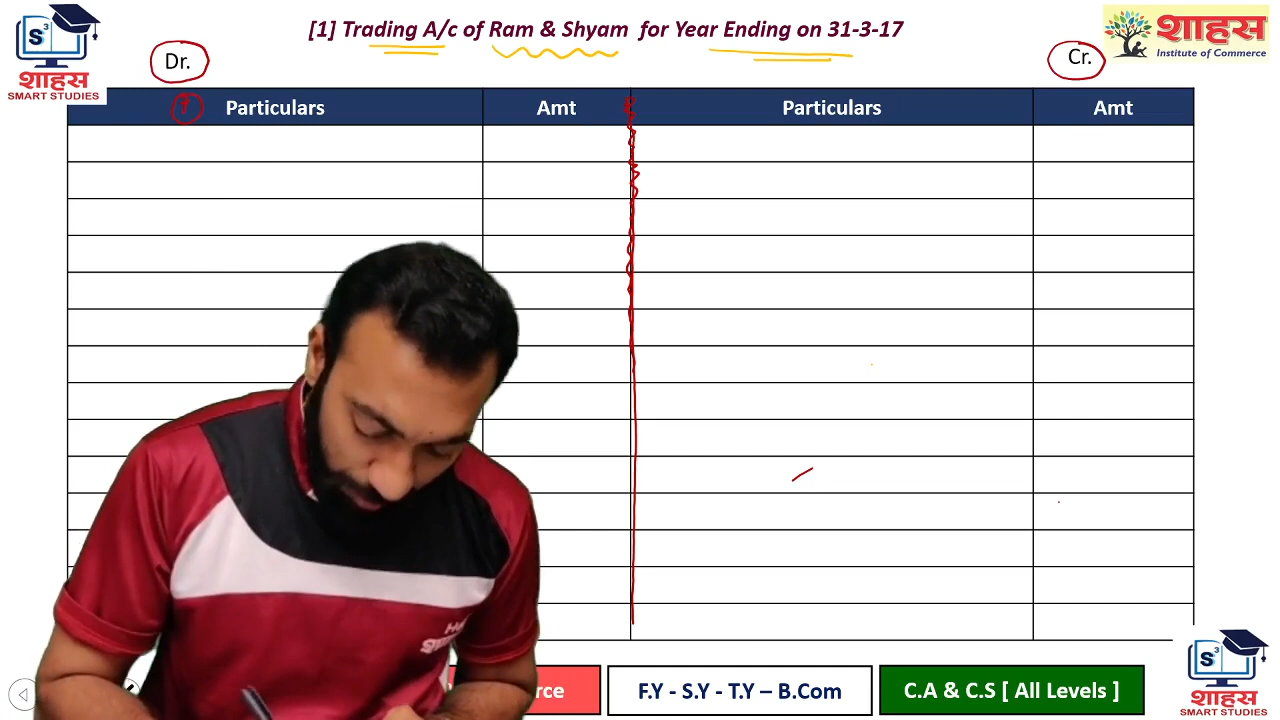 [1] Trading A/c of Ram & Shyam for Year Ending on 31-3-17
S³
शाहस
SMART STUDIES
शाहस
Institute of Commerce
Dr.
Cr.
Particulars Amt Particulars Amt
rce
F.Y - S.Y - T.Y – B.Com
C.A & C.S [ All Levels ]
S³
शाहस
SMART STUDIES